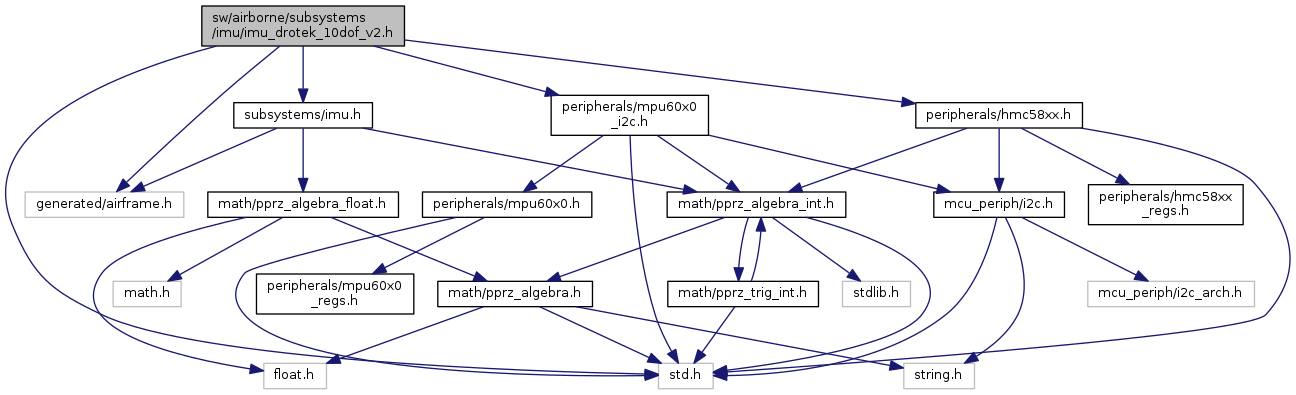 sw/airborne/subsystems
/imu/imu_drotek_10dof_v2.h
peripherals/mpu60x0
_i2c.h
subsystems/imu.h
peripherals/hmc58xx.h
generated/airframe.h
math/pprz_algebra_float.h
peripherals/mpu60x0.h
math/pprz_algebra_int.h
mcu_periph/i2c.h
peripherals/hmc58xx
_regs.h
math.h
peripherals/mpu60x0
_regs.h
math/pprz_algebra.h
math/pprz_trig_int.h
stdlib.h
mcu_periph/i2c_arch.h
float.h
std.h
string.h